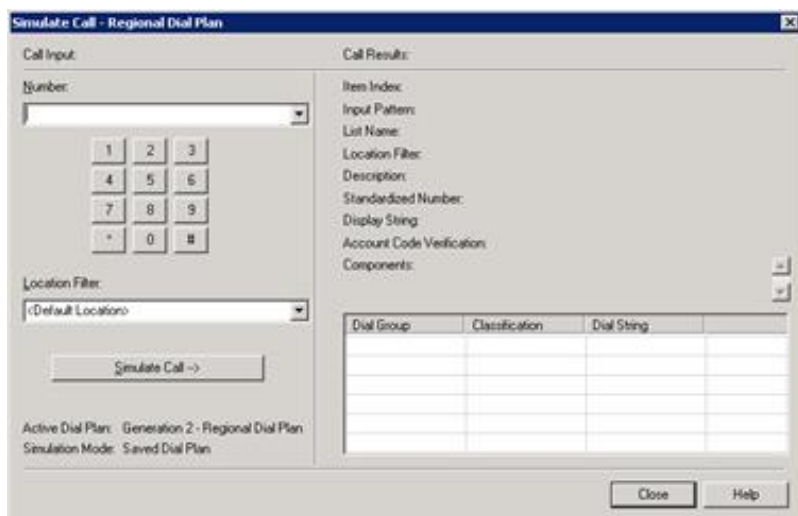 Simulate Call - Regional Dial Plan
Call Input:
Number:
1 2 3
4 5 6
7 8 9
* 0 #
Location Filter:
<Default Location>
Simulate Call -->
Active Dial Plan: Generation 2 - Regional Dial Plan
Simulation Mode: Saved Dial Plan
Call Results:
Item Index:
Input Pattern:
List Name:
Location Filter:
Description:
Standardized Number:
Display String:
Account Code Verification:
Components:
Dial Group Classification Dial String
Close Help